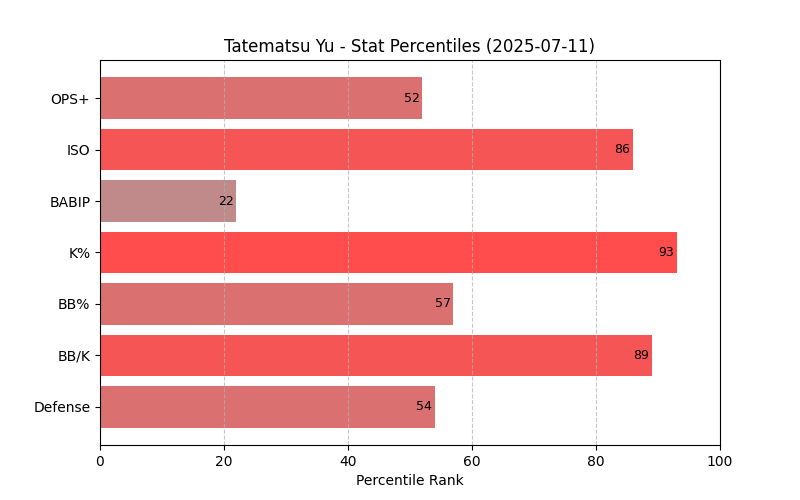 Tatematsu Yu - Stat Percentiles (2025-07-11)
OPS+ 52
ISO 86
BABIP 22
K% 93
BB% 57
BB/K 89
Defense 54
0 20 40 60 80 100
Percentile Rank